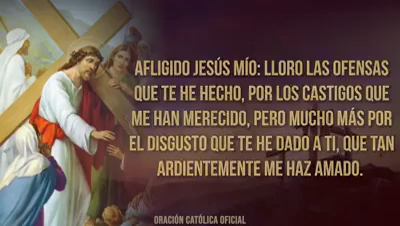 AFLIGIDO JESÚS MÍO: LLORO LAS OFENSAS
QUE TE HE HECHO, POR LOS CASTIGOS QUE
ME HAN MERECIDO, PERO MUCHO MÁS POR
EL DISGUSTO QUE TE HE DADO A TI, QUE TAN
ARDIENTEMENTE ME HAZ AMADO.
ORACIÓN CATÓLICA OFICIAL